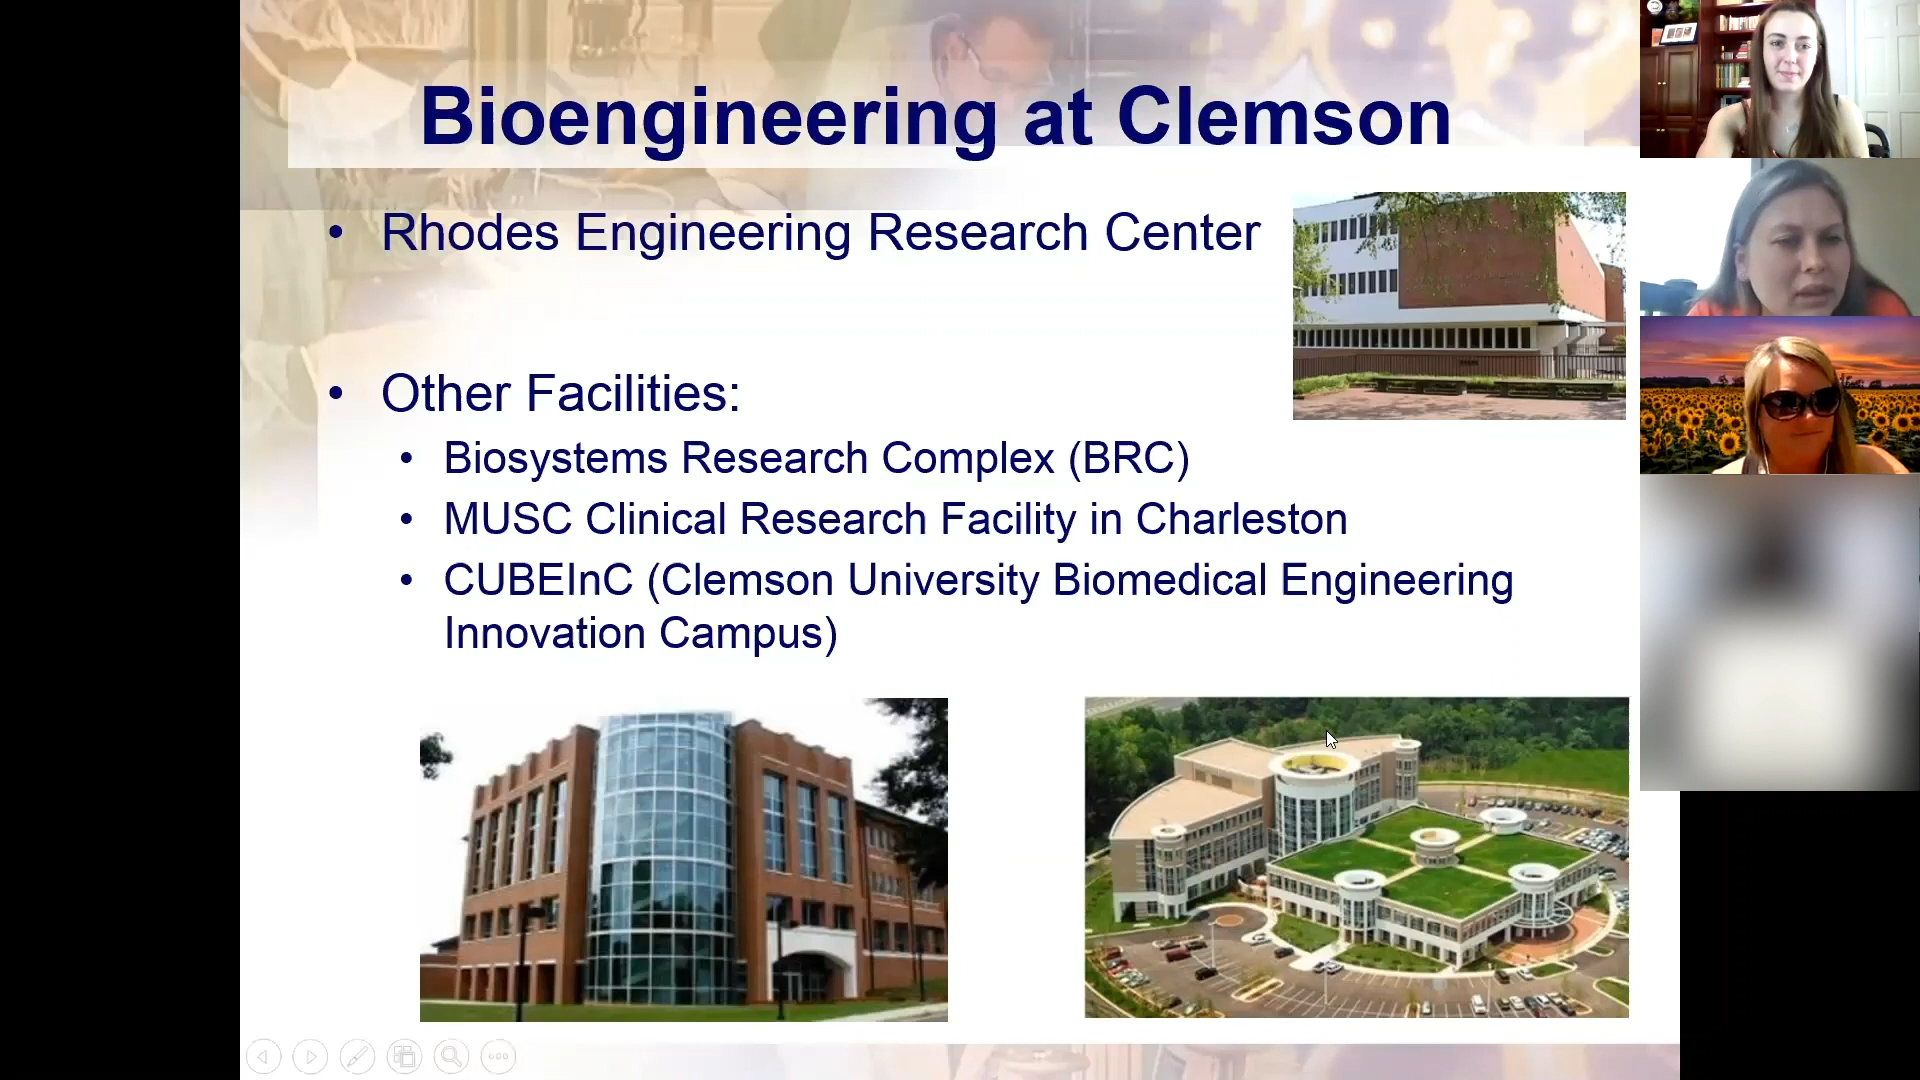 Bioengineering at Clemson
• Rhodes Engineering Research Center
• Other Facilities:
• Biosystems Research Complex (BRC)
• MUSC Clinical Research Facility in Charleston
• CUBEInC (Clemson University Biomedical Engineering
Innovation Campus)